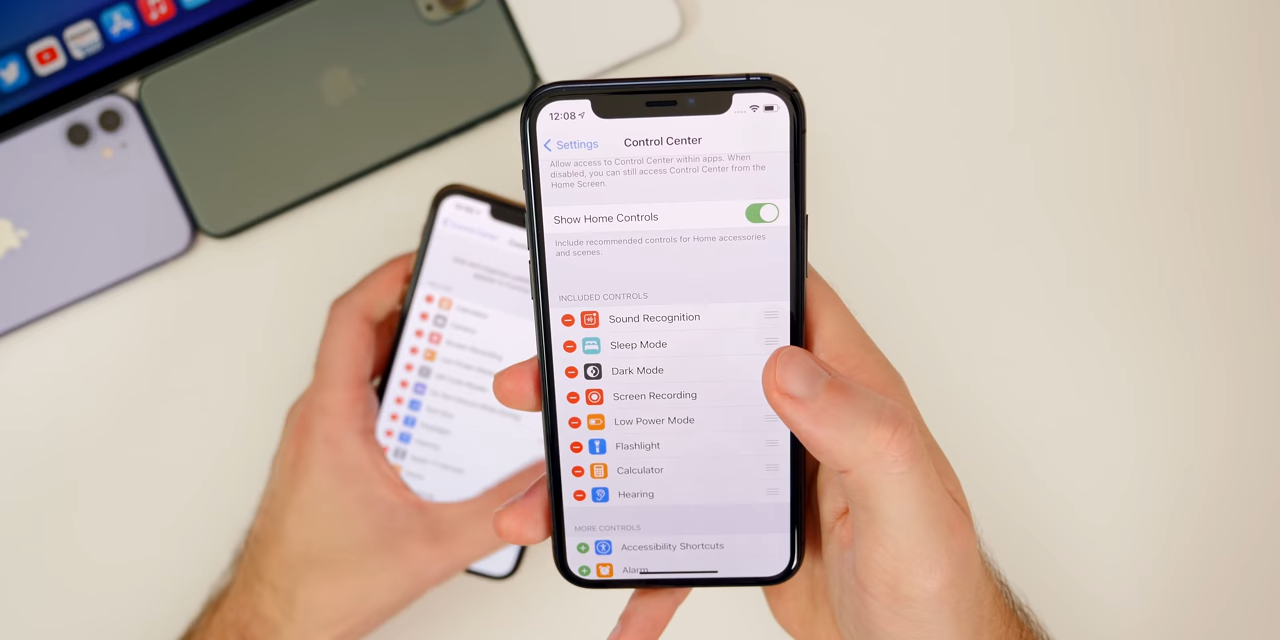 12:08
Settings
Control Center
Allow access to Control Center within apps. When
disabled, you can still access Control Center from the
Home Screen.
Show Home Controls
Include recommended controls for Home accessories
and scenes.
INCLUDED CONTROLS
Sound Recognition
Sleep Mode
Dark Mode
Screen Recording
Low Power Mode
Flashlight
Calculator
Hearing
MORE CONTROLS
Accessibility Shortcuts
Alarm